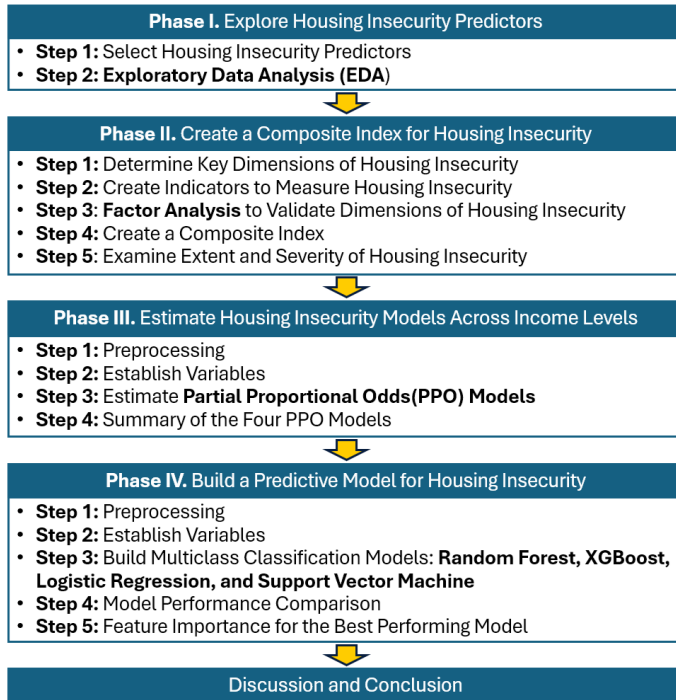 Phase I. Explore Housing Insecurity Predictors
• Step 1: Select Housing Insecurity Predictors
• Step 2: Exploratory Data Analysis (EDA)
Phase II. Create a Composite Index for Housing Insecurity
• Step 1: Determine Key Dimensions of Housing Insecurity
• Step 2: Create Indicators to Measure Housing Insecurity
• Step 3: Factor Analysis to Validate Dimensions of Housing Insecurity
• Step 4: Create a Composite Index
• Step 5: Examine Extent and Severity of Housing Insecurity
Phase III. Estimate Housing Insecurity Models Across Income Levels
• Step 1: Preprocessing
• Step 2: Establish Variables
• Step 3: Estimate Partial Proportional Odds(PPO) Models
• Step 4: Summary of the Four PPO Models
Phase IV. Build a Predictive Model for Housing Insecurity
• Step 1: Preprocessing
• Step 2: Establish Variables
• Step 3: Build Multiclass Classification Models: Random Forest, XGBoost,
Logistic Regression, and Support Vector Machine
• Step 4: Model Performance Comparison
• Step 5: Feature Importance for the Best Performing Model
Discussion and Conclusion